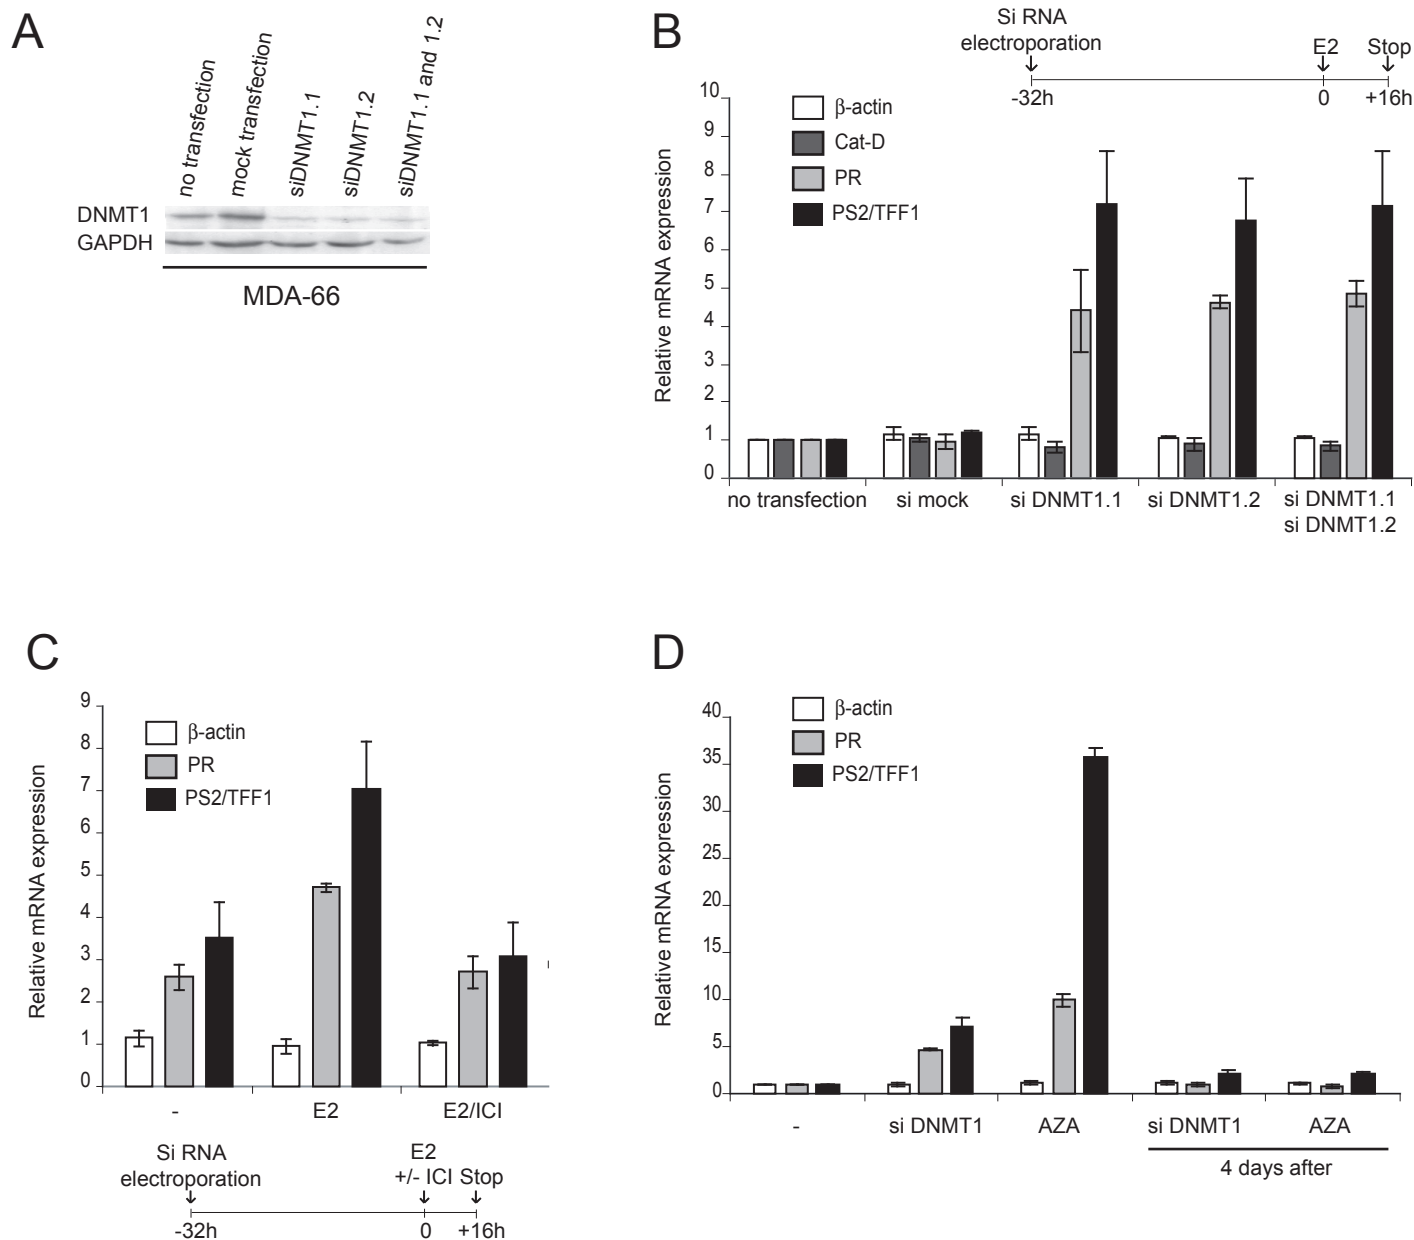 A
no transfection
mock transfection
siDNMT1.1
siDNMT1.2
siDNMT1.1 and 1.2
DNMT1
GAPDH
MDA-66
B
Si RNA
electroporation
E2
Stop
-32h
0
+16h
β-actin
Cat-D
PR
PS2/TFF1
Relative mRNA expression
10
9
8
7
6
5
4
3
2
1
0
no transfection
si mock
si DNMT1.1
si DNMT1.2
si DNMT1.1
si DNMT1.2
C
β-actin
PR
PS2/TFF1
Relative mRNA expression
9
8
7
6
5
4
3
2
1
0
-
E2
E2/ICI
Si RNA
electroporation
E2
+/- ICI Stop
-32h
0
+16h
D
β-actin
PR
PS2/TFF1
Relative mRNA expression
40
35
30
25
20
15
10
5
0
-
si DNMT1
AZA
si DNMT1
AZA
4 days after